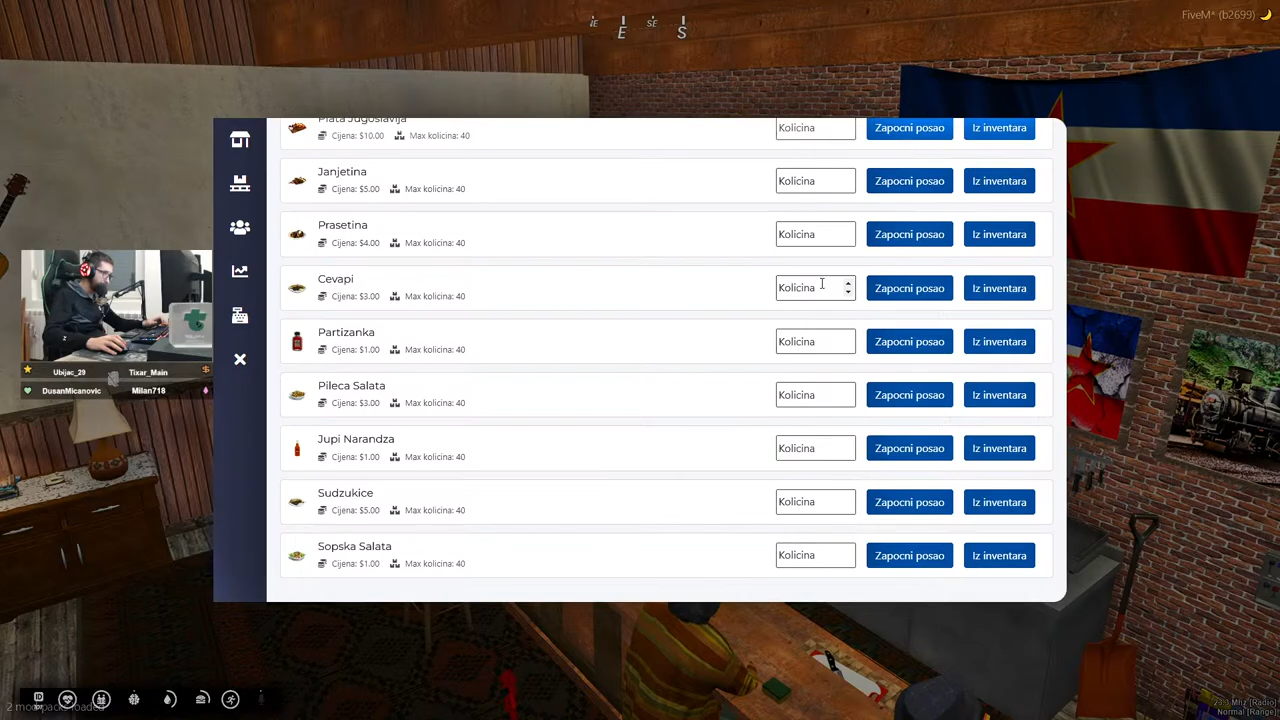 IE E SE S
FiveM* (b2699)
Plata Jugoslavija
Cijena: $10.00 Max kolicina: 40
Kolicina Zapocni posao Iz inventara
Janjetina
Cijena: $5.00 Max kolicina: 40
Kolicina Zapocni posao Iz inventara
Prasetina
Cijena: $4.00 Max kolicina: 40
Kolicina Zapocni posao Iz inventara
Cevapi
Cijena: $3.00 Max kolicina: 40
Kolicina Zapocni posao Iz inventara
Partizanka
Cijena: $1.00 Max kolicina: 40
Kolicina Zapocni posao Iz inventara
Pileca Salata
Cijena: $3.00 Max kolicina: 40
Kolicina Zapocni posao Iz inventara
Jupi Narandza
Cijena: $1.00 Max kolicina: 40
Kolicina Zapocni posao Iz inventara
Sudzukice
Cijena: $5.00 Max kolicina: 40
Kolicina Zapocni posao Iz inventara
Sopska Salata
Cijena: $1.00 Max kolicina: 40
Kolicina Zapocni posao Iz inventara
Ubijac_29 Tixar_Main
DusanMicanovic Milan718
ID
Mhz [Radio]
Normal [Range]